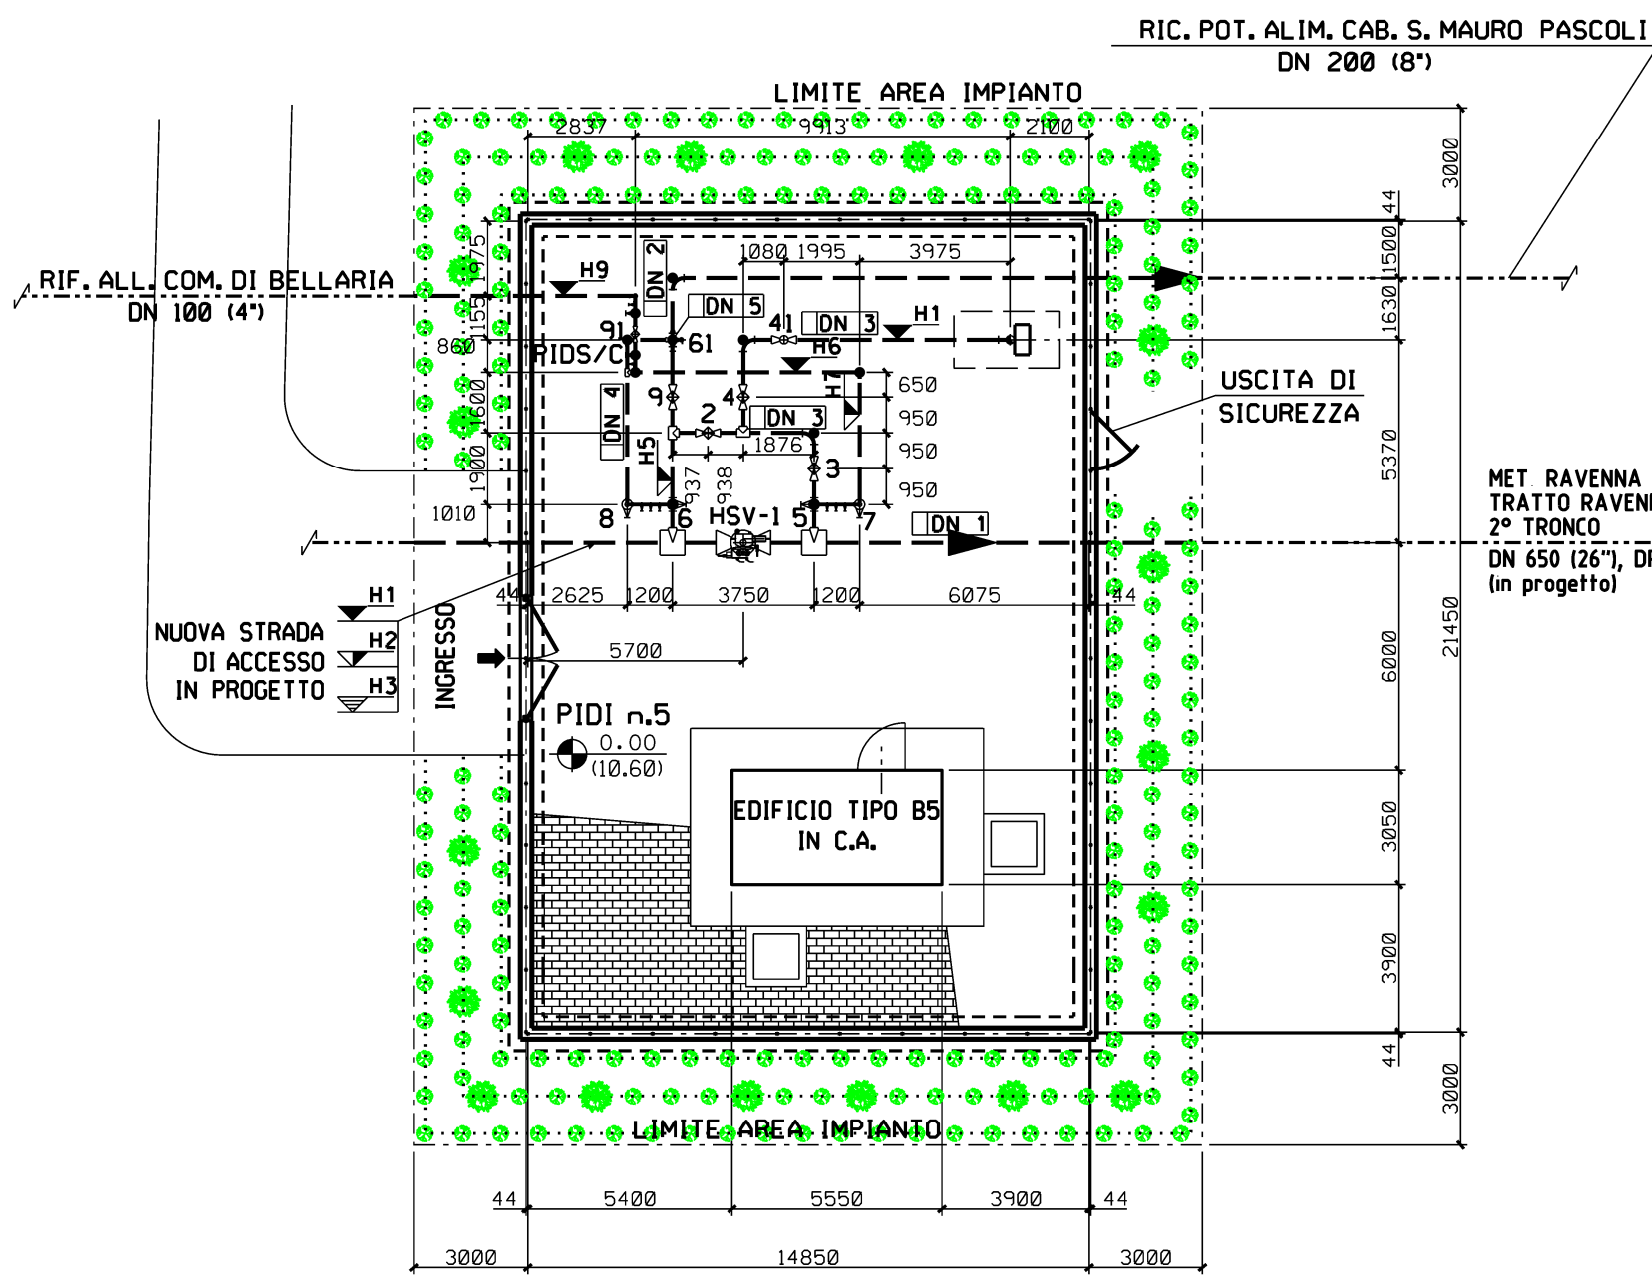 RIC. POT. ALIM. CAB. S. MAURO PASCOLI
DN 200 (8")
LIMITE AREA IMPIANTO
2837
9913
2100
3000
44
1975
1080
1995
3975
1500
RIF. ALL. COM. DI BELLARIA
DN 100 (4")
H9
DN 2
DN 5
41
DN 3
H1
1155
1630
91
61
860
PIDS/C
H6
H7
USCITA DI
SICUREZZA
650
950
950
950
1600
DN 4
9
4
2
DN 3
1876
H5
3
937
938
1900
5370
1010
8
6
HSV-1
5
7
DN 1
MET. RAVENNA
TRATTO RAVEN
2° TRONCO
DN 650 (26"),
(in progetto)
44
2625
1200
3750
1200
6075
44
H1
H2
H3
NUOVA STRADA
DI ACCESSO
IN PROGETTO
INGRESSO
5700
6000
21450
PIDI n.5
0.00
(10.60)
EDIFICIO TIPO B5
IN C.A.
3050
3900
44
3000
LIMITE AREA IMPIANTO
44
5400
5550
3900
44
3000
14850
3000